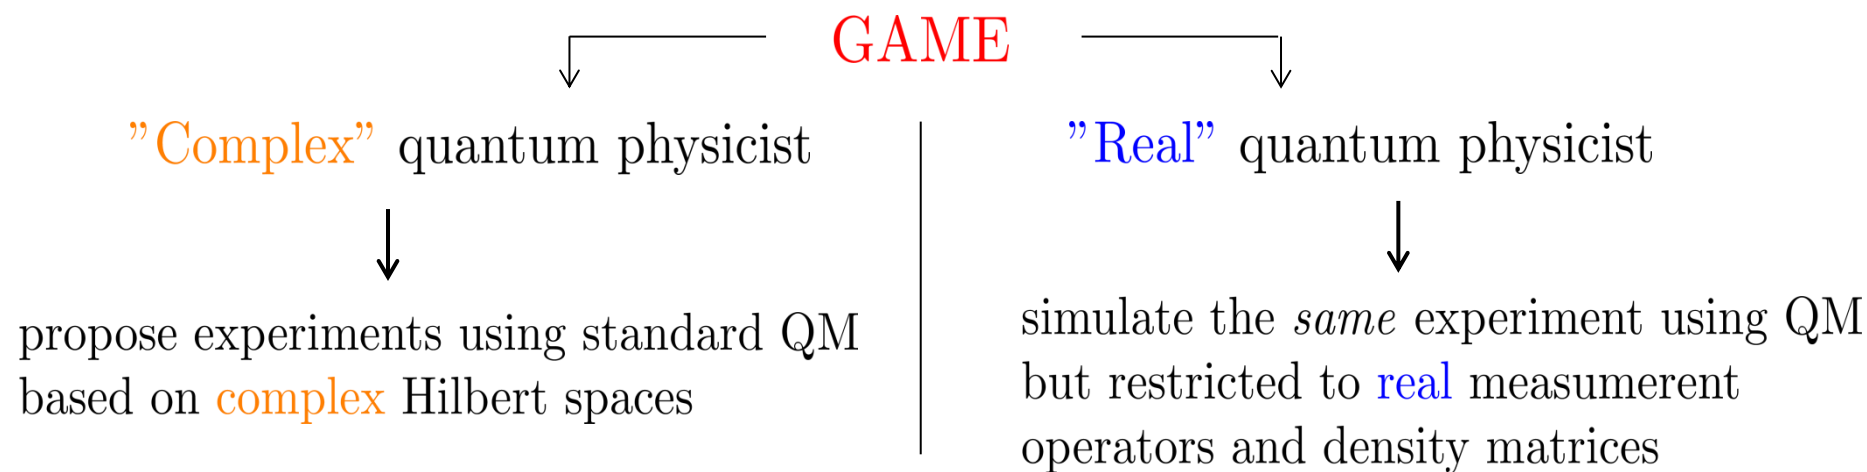 GAME
”Complex” quantum physicist
propose experiments using standard QM
based on complex Hilbert spaces
”Real” quantum physicist
simulate the same experiment using QM
but restricted to real measumerent
operators and density matrices